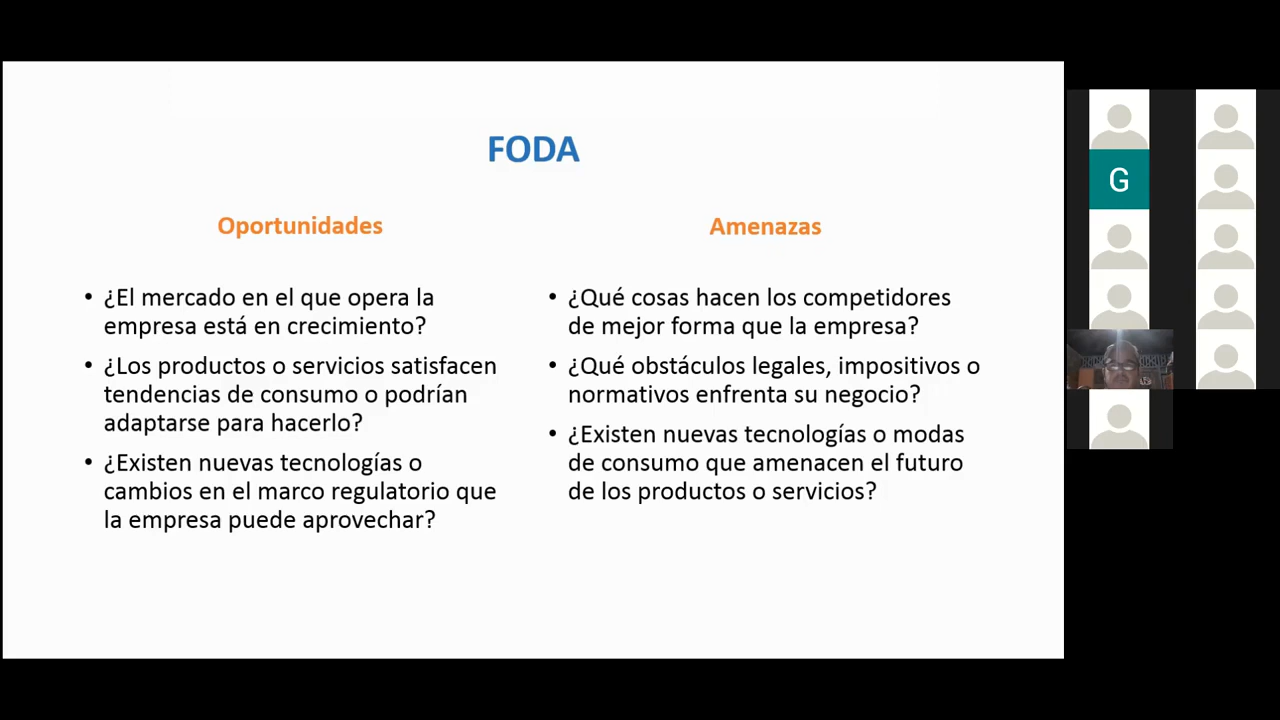 FODA
Oportunidades
• ¿El mercado en el que opera la
empresa está en crecimiento?
• ¿Los productos o servicios satisfacen
tendencias de consumo o podrían
adaptarse para hacerlo?
• ¿Existen nuevas tecnologías o
cambios en el marco regulatorio que
la empresa puede aprovechar?
Amenazas
• ¿Qué cosas hacen los competidores
de mejor forma que la empresa?
• ¿Qué obstáculos legales, impositivos o
normativos enfrenta su negocio?
• ¿Existen nuevas tecnologías o modas
de consumo que amenacen el futuro
de los productos o servicios?
G